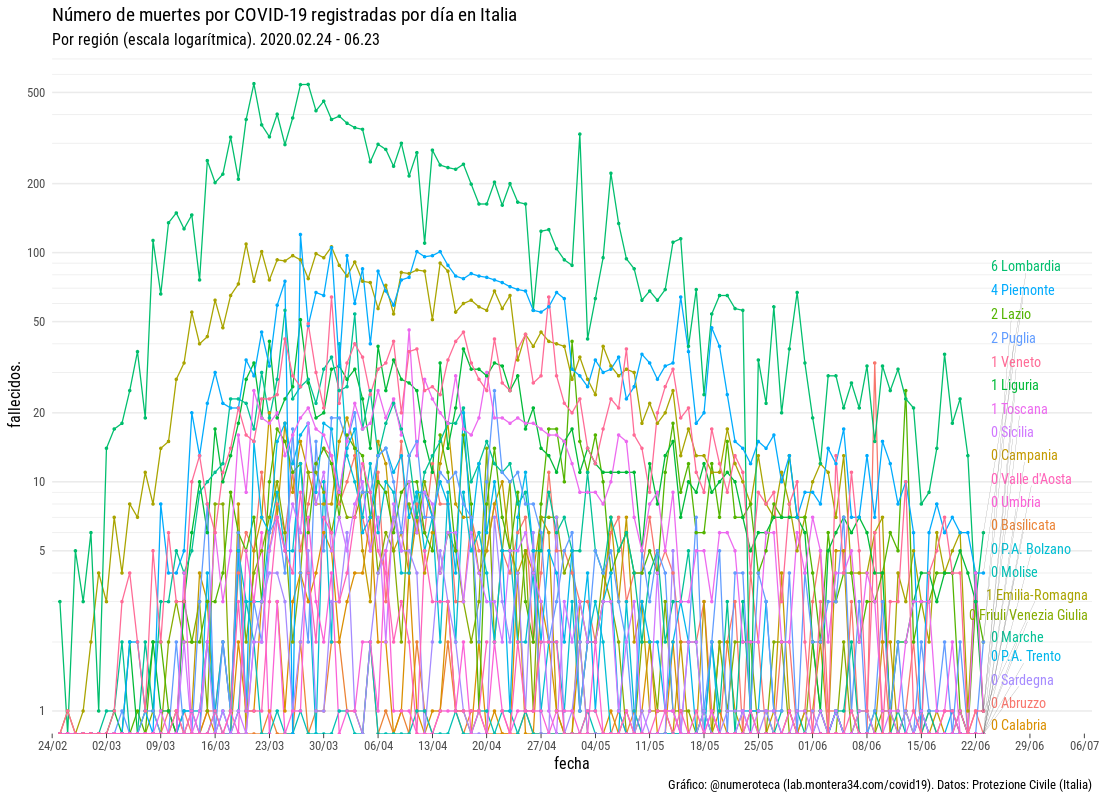 Número de muertes por COVID-19 registradas por día en Italia
Por región (escala logarítmica). 2020.02.24 - 06.23
fallecidos.
500
200
100
50
20
10
5
1
6 Lombardia
4 Piemonte
2 Lazio
2 Puglia
1 Veneto
1 Liguria
1 Toscana
0 Sicilia
0 Campania
0 Valle d'Aosta
0 Umbria
0 Basilicata
0 P.A. Bolzano
0 Molise
1 Emilia-Romagna
0 Friuli Venezia Giulia
0 Marche
0 P.A. Trento
0 Sardegna
0 Abruzzo
0 Calabria
24/02 02/03 09/03 16/03 23/03 30/03 06/04 13/04 20/04 27/04 04/05 11/05 18/05 25/05 01/06 08/06 15/06 22/06 29/06 06/07
fecha
Gráfico: @numeroteca (lab.montera34.com/covid19). Datos: Protezione Civile (Italia)